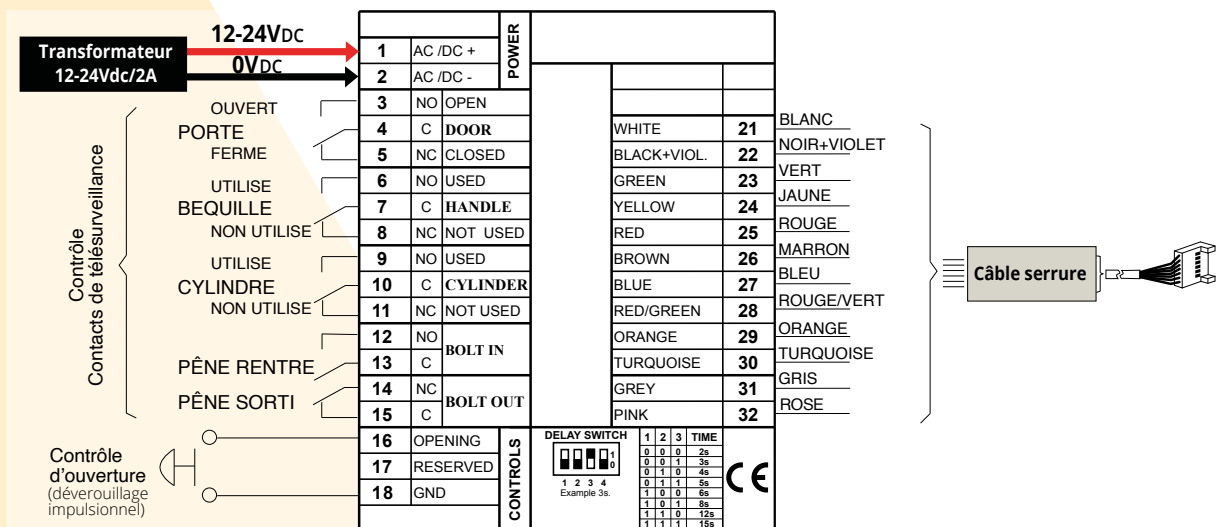 Transformateur
12-24Vdc/2A
12-24VDC
0VDC
Contrôle
Contacts de télésurveillance
OUVERT
PORTE
FERME
UTILISE
BEQUILLE
NON UTILISE
UTILISE
CYLINDRE
NON UTILISE
PÊNE RENTRE
PÊNE SORTI
Contrôle
d'ouverture
(déverouillage
impulsionnel)
POWER
1 AC /DC +
2 AC /DC -
3 NO OPEN
4 C DOOR
5 NC CLOSED
6 NO USED
7 C HANDLE
8 NC NOT USED
9 NO USED
10 C CYLINDER
11 NC NOT USED
12 NO
BOLT IN
13 C
14 NC
BOLT OUT
15 C
16 OPENING
17 RESERVED
18 GND
CONTROLS
WHITE 21 BLANC
BLACK+VIOL. 22 NOIR+VIOLET
GREEN 23 VERT
YELLOW 24 JAUNE
RED 25 ROUGE
BROWN 26 MARRON
BLUE 27 BLEU
RED/GREEN 28 ROUGE/VERT
ORANGE 29 ORANGE
TURQUOISE 30 TURQUOISE
GREY 31 GRIS
PINK 32 ROSE
DELAY SWITCH
1
0
1 2 3 4
Example 3s.
1 2 3 TIME
0 0 0 2s
0 0 1 3s
0 1 0 4s
0 1 1 5s
1 0 0 6s
1 0 1 8s
1 1 0 12s
1 1 1 15s
CE
Câble serrure